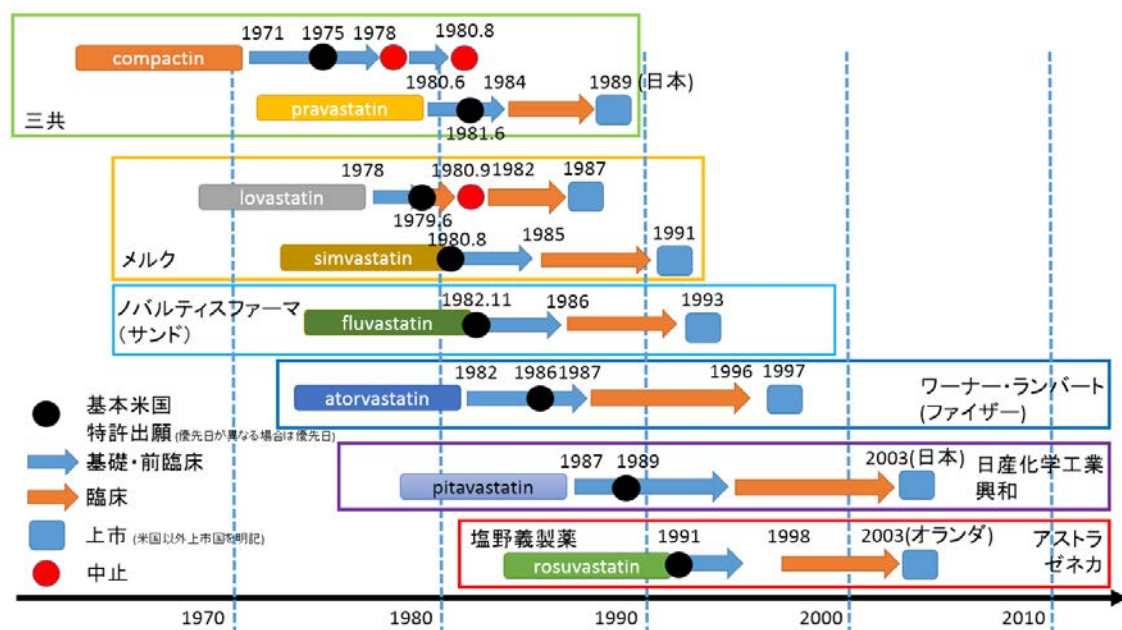 1971 1975 1978 1980.8
compactin
1980.6 1984 1989 (日本)
pravastatin
1981.6
三共
1978 1980.9 1982 1987
lovastatin
1979.6
1980.8 1985 1991
simvastatin
メルク
ノバルティスファーマ
(サンド)
1982.11 1986 1993
fluvastatin
1982 1986 1987 1996 1997
atorvastatin
ワーナー・ランバート
(ファイザー)
1987 1989 2003(日本)
pitavastatin
日産化学工業
興和
塩野義製薬
1991 1998 2003(オランダ)
rosuvastatin
アストラ
ゼネカ
基本米国
特許出願 (優先日が異なる場合は優先日)
基礎・前臨床
臨床
上市 (米国以外上市国を明記)
中止
1970 1980 1990 2000 2010